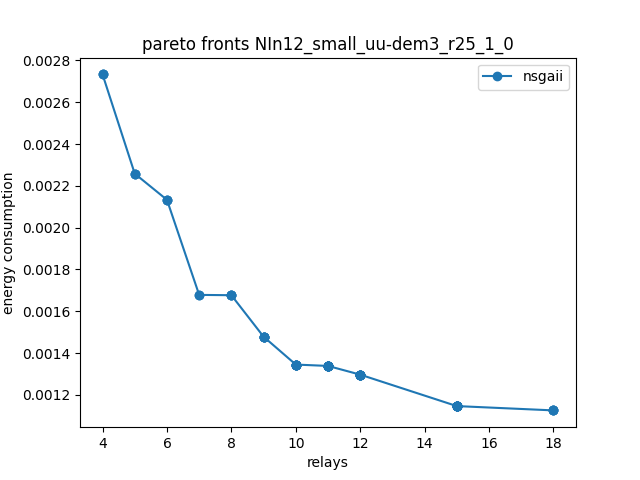 pareto fronts NIn12_small_uu-dem3_r25_1_0
nsgaii
energy consumption
0.0028
0.0026
0.0024
0.0022
0.0020
0.0018
0.0016
0.0014
0.0012
4 6 8 10 12 14 16 18
relays